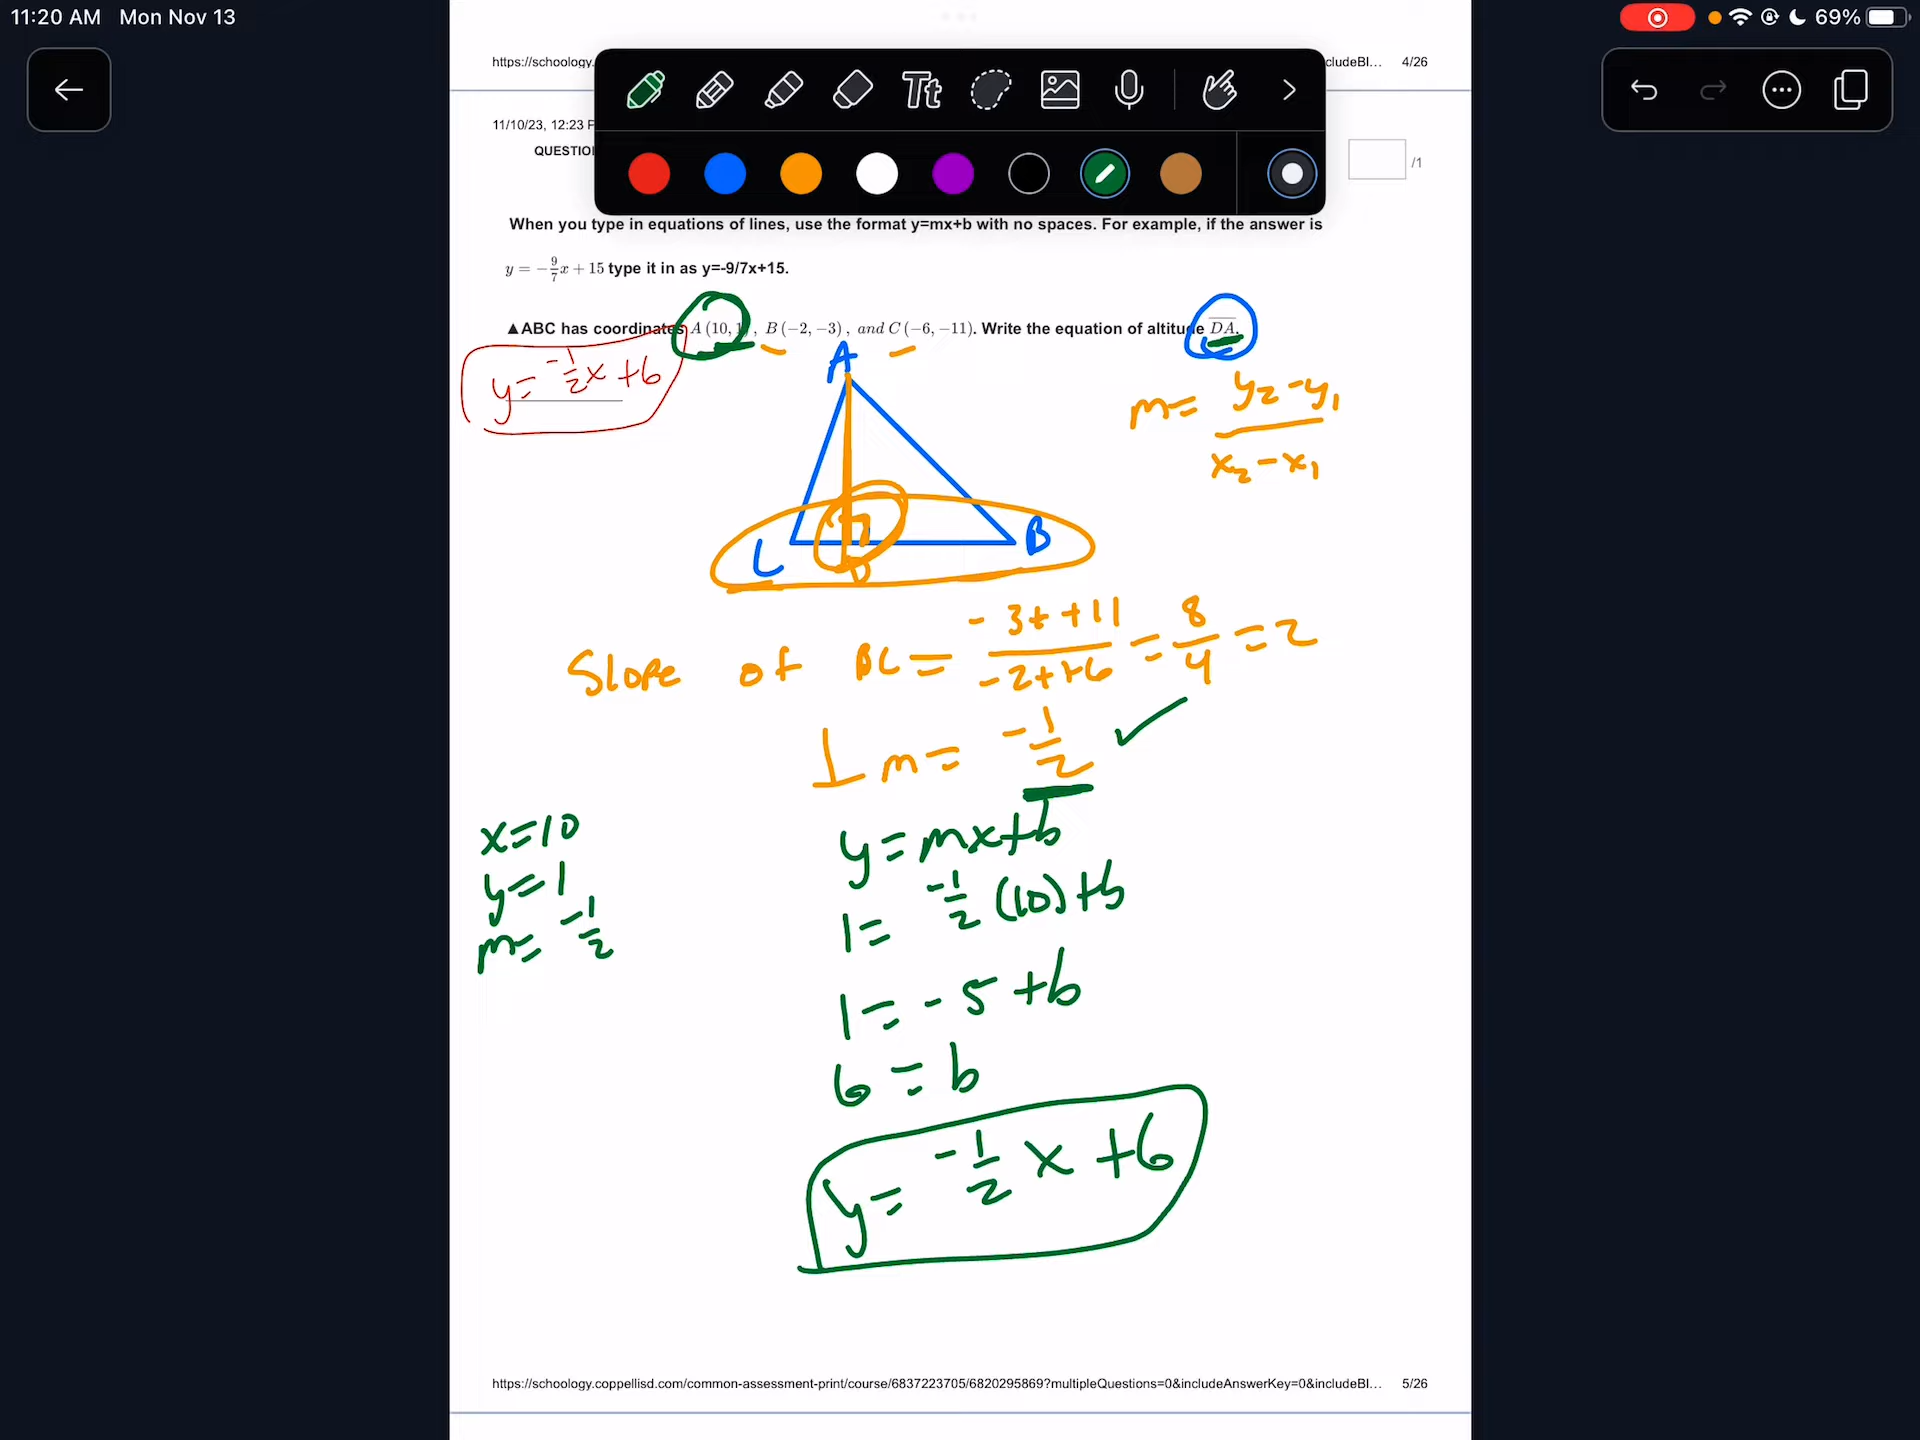 11:20 AM Mon Nov 13
69%
https://schoology.
cludeBl... 4/26
Tt
11/10/23, 12:23 P
QUESTIO
/1
When you type in equations of lines, use the format y=mx+b with no spaces. For example, if the answer is
y = -9/7x + 15 type it in as y=-9/7x+15.
▲ABC has coordinates A (10, 1), B (−2, −3), and C (−6, −11). Write the equation of altitude DA.
y= -1/2x +6
A
m= y2-y1/x2-x1
C
D
B
Slope of BC = -3+ +11/-2+ +6 = 8/4 = 2
⊥ m= -1/2 ✓
x=10
y=1
m= -1/2
y=mx+b
1= -1/2 (10)+b
1= -5 +b
6 = b
y= -1/2 x +6
https://schoology.coppellisd.com/common-assessment-print/course/6837223705/6820295869?multipleQuestions=0&includeAnswerKey=0&includeBl... 5/26